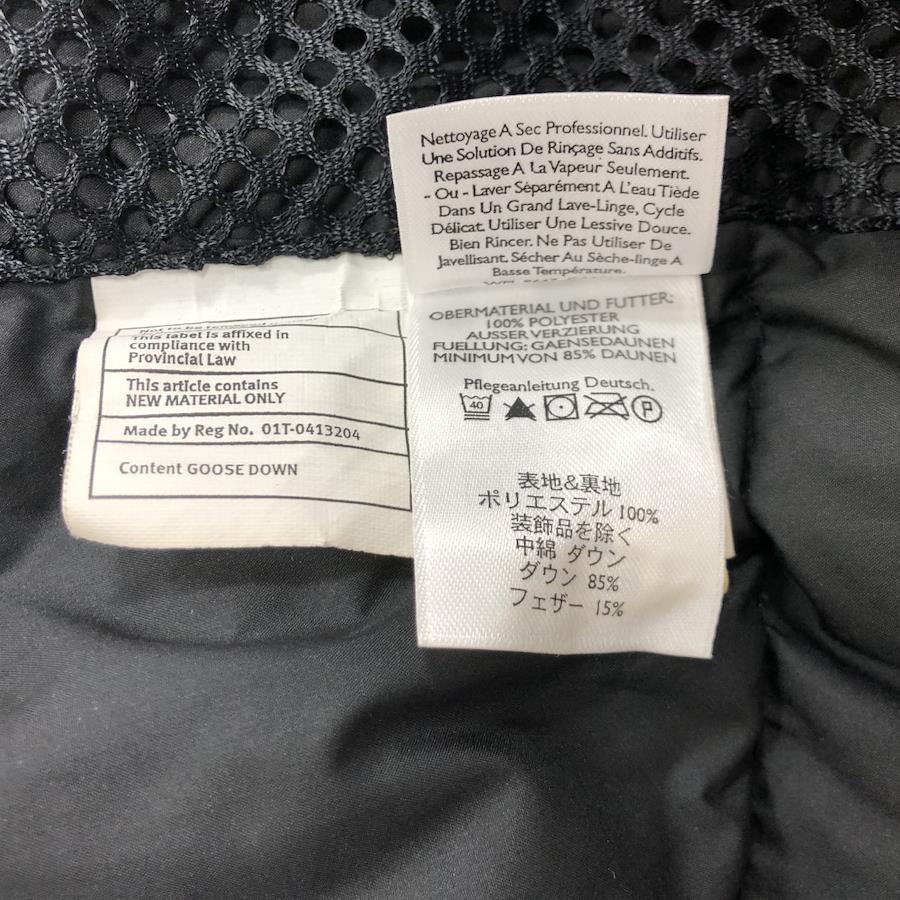 Nettoyage A Sec Professionnel. Utiliser
Une Solution De Rinçage Sans Additifs.
Repassage A La Vapeur Seulement.
- Ou - Laver Séparément A L'eau Tiède
Dans Un Grand Lave-Linge, Cycle
Délicat. Utiliser Une Lessive Douce.
Bien Rincer. Ne Pas Utiliser De
Javellisant. Sécher Au Sèche-linge A
Basse Température.
OBERMATERIAL UND FUTTER:
100% POLYESTER
AUSSER VERZIERUNG
FUELLUNG: GAENSEDAUNEN
MINIMUM VON 85% DAUNEN
Pflegeanleitung Deutsch.
40
P
表地&裏地
ポリエステル 100%
装飾品を除く
中綿 ダウン
ダウン 85%
フェザー 15%
Not to be removed
This label is affixed in
compliance with
Provincial Law
This article contains
NEW MATERIAL ONLY
Made by Reg No. 01T-0413204
Content GOOSE DOWN